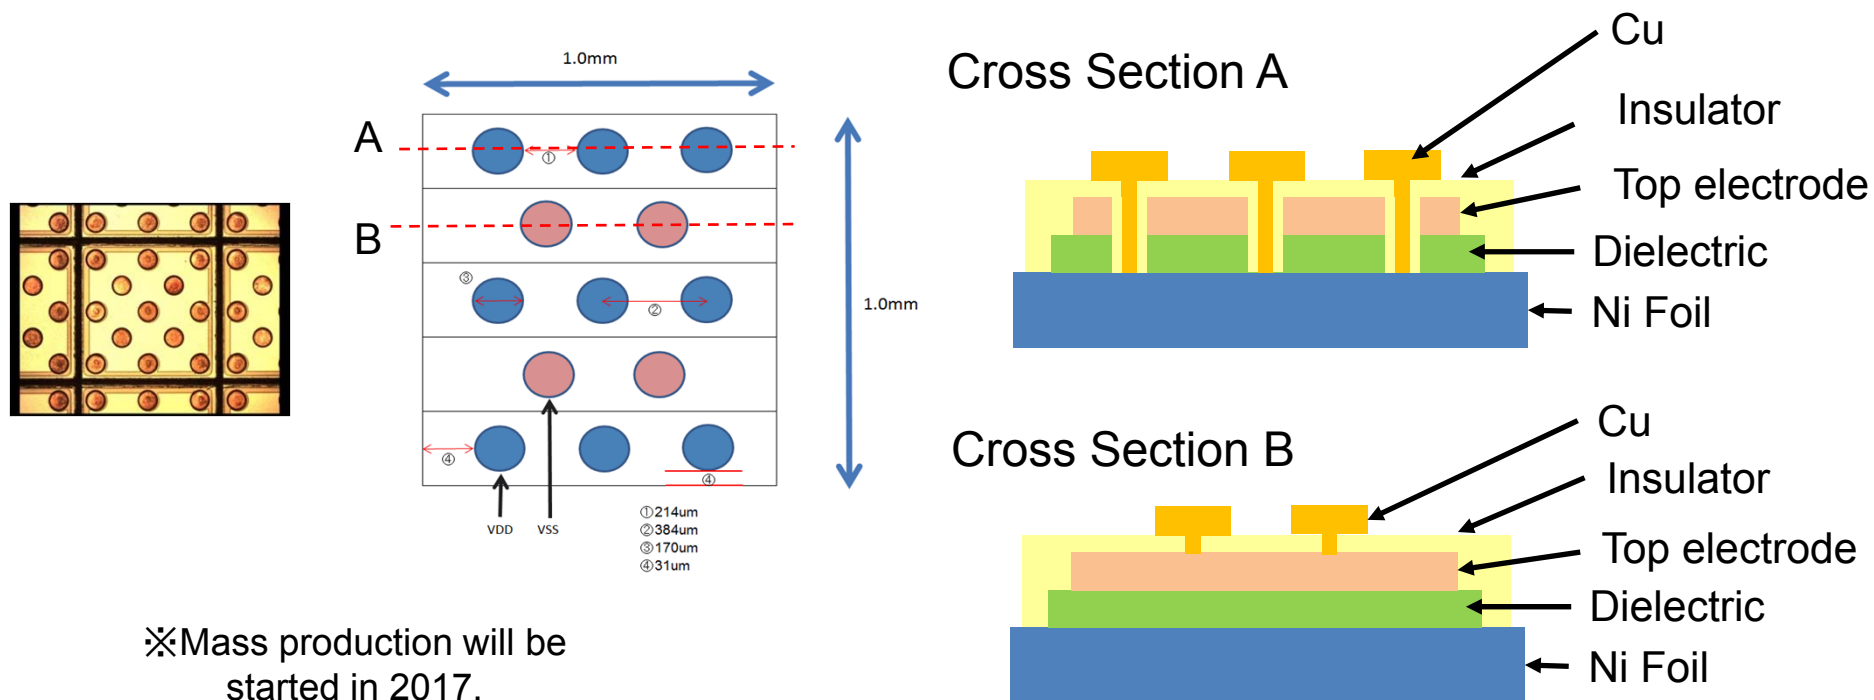 1.0mm
A
①
B
③
②
1.0mm
④
④
VDD
VSS
①214um
②384um
③170um
④31um
※Mass production will be
started in 2017.
Cross Section A
Cu
Insulator
Top electrode
Dielectric
Ni Foil
Cross Section B
Cu
Insulator
Top electrode
Dielectric
Ni Foil